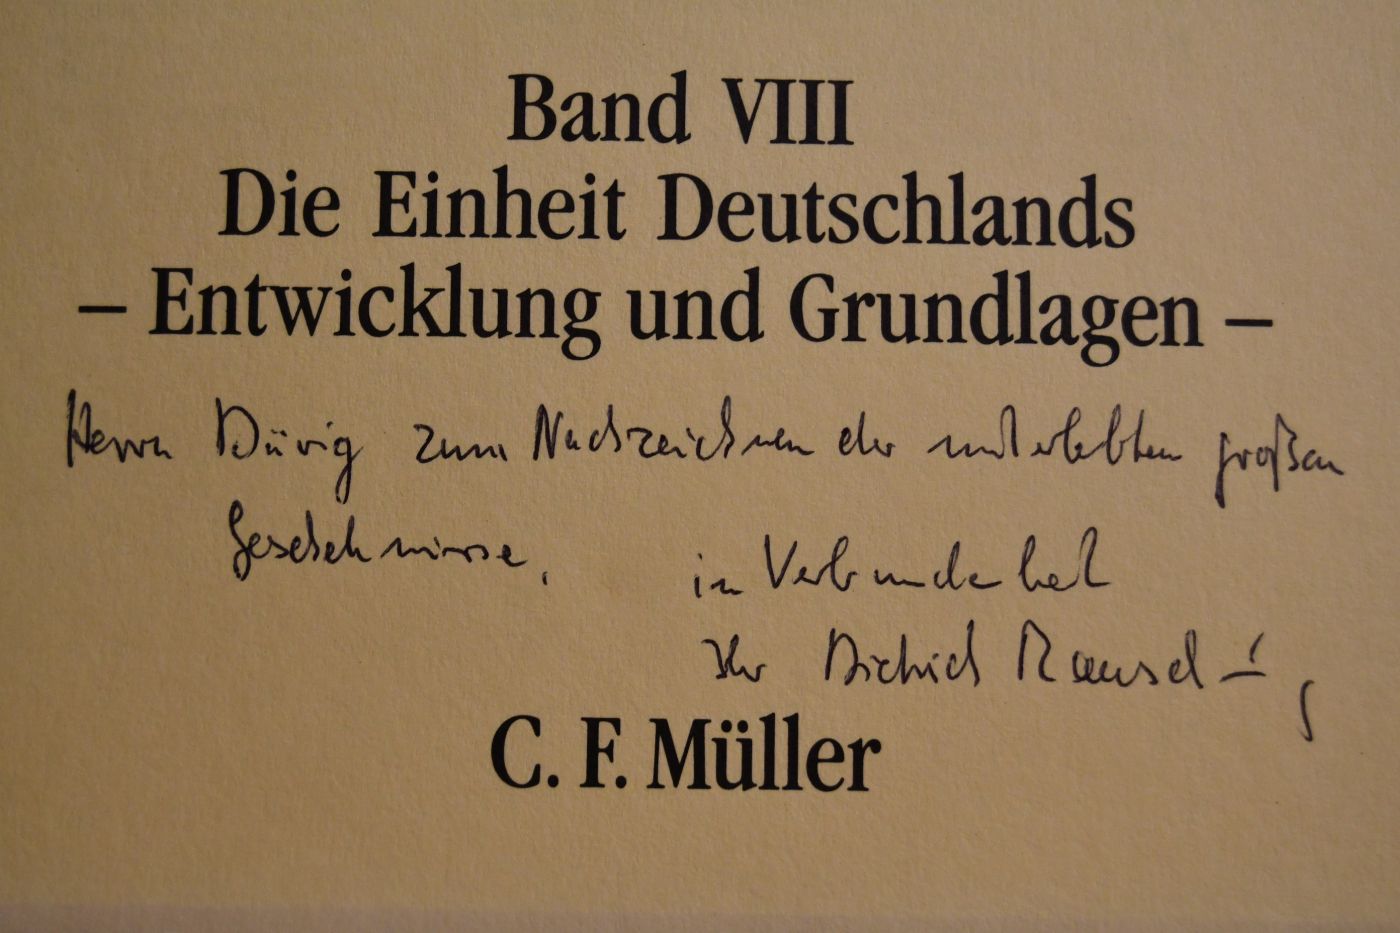 Band VIII
Die Einheit Deutschlands
– Entwicklung und Grundlagen –
Herrn Dürig zum Nachzeichnen der miterlebten großen
Geschehnisse, in Verbundenheit
Ihr Dietrich
C. F. Müller